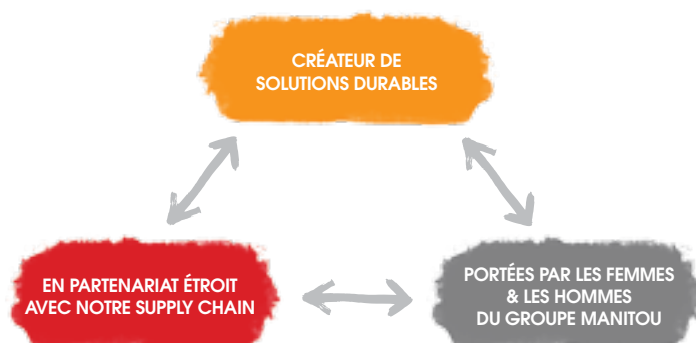 CRÉATEUR DE
SOLUTIONS DURABLES
EN PARTENARIAT ÉTROIT
AVEC NOTRE SUPPLY CHAIN
PORTÉES PAR LES FEMMES
& LES HOMMES
DU GROUPE MANITOU